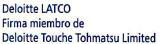 Deloitte LATCO
Firma miembro de
Deloitte Touche Tohmatsu Limited